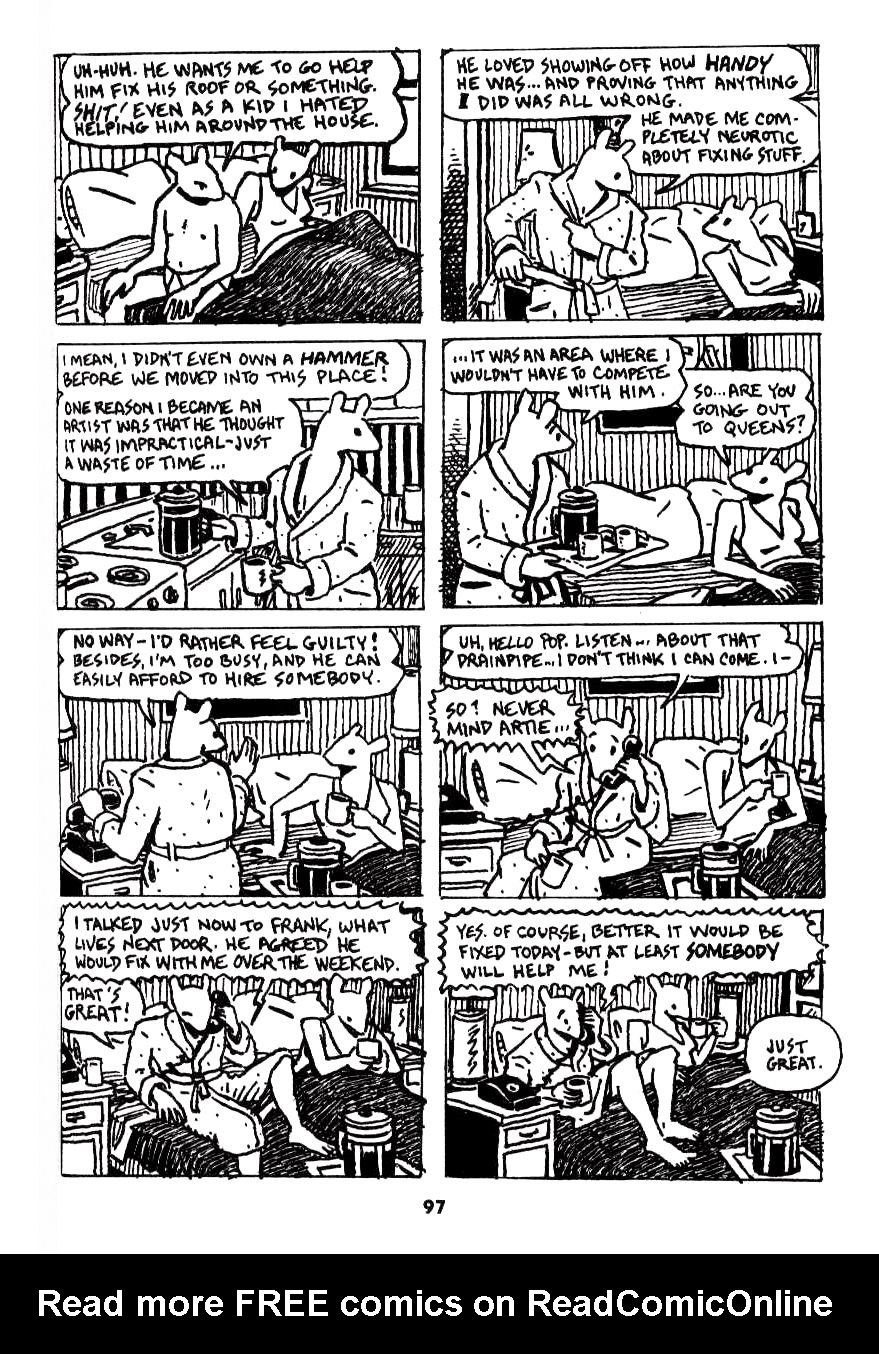 UH-HUH. HE WANTS ME TO GO HELP
HIM FIX HIS ROOF OR SOMETHING.
SHIT! EVEN AS A KID I HATED
HELPING HIM AROUND THE HOUSE.
HE LOVED SHOWING OFF HOW HANDY
HE WAS... AND PROVING THAT ANYTHING
I DID WAS ALL WRONG.
HE MADE ME COM-
PLETELY NEUROTIC
ABOUT FIXING STUFF.
I MEAN, I DIDN'T EVEN OWN A HAMMER
BEFORE WE MOVED INTO THIS PLACE!
ONE REASON I BECAME AN
ARTIST WAS THAT HE THOUGHT
IT WAS IMPRACTICAL-JUST
A WASTE OF TIME...
...IT WAS AN AREA WHERE I
WOULDN'T HAVE TO COMPETE
WITH HIM.
SO...ARE YOU
GOING OUT
TO QUEENS?
NO WAY-I'D RATHER FEEL GUILTY!
BESIDES, I'M TOO BUSY, AND HE CAN
EASILY AFFORD TO HIRE SOMEBODY.
UH, HELLO POP. LISTEN... ABOUT THAT
DRAINPIPE... I DON'T THINK I CAN COME. I-
SO? NEVER
MIND ARTIE...
I TALKED JUST NOW TO FRANK, WHAT
LIVES NEXT DOOR. HE AGREED HE
WOULD FIX WITH ME OVER THE WEEKEND.
THAT'S
GREAT!
YES. OF COURSE, BETTER IT WOULD BE
FIXED TODAY-BUT AT LEAST SOMEBODY
WILL HELP ME!
JUST
GREAT.
97
Read more FREE comics on ReadComicOnline